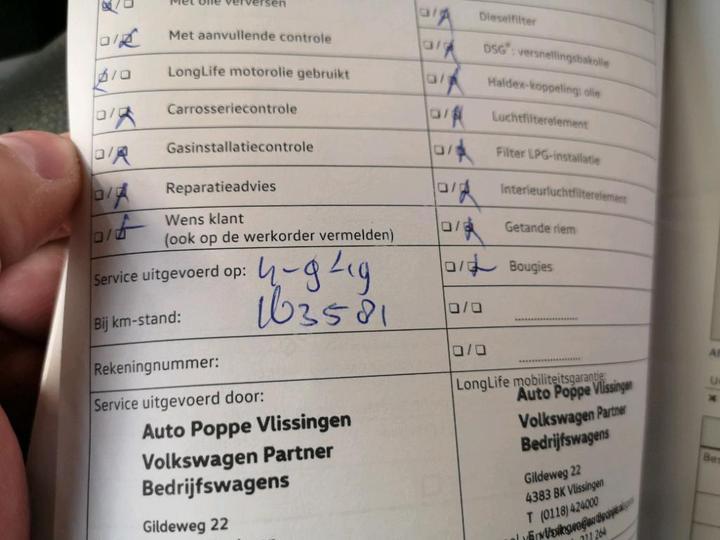 Met olie verversen
Met aanvullende controle
LongLife motorolie gebruikt
Carrosseriecontrole
Gasinstallatiecontrole
Reparatieadvies
Wens klant
(ook op de werkorder vermelden)
Service uitgevoerd op: 4-9-19
Bij km-stand: 103581
Rekeningnummer:
Service uitgevoerd door:
Auto Poppe Vlissingen
Volkswagen Partner
Bedrijfswagens
Gildeweg 22
Dieselfilter
DSG®: versnellingsbakolie
Haldex-koppeling: olie
Luchtfilterelement
Filter LPG-installatie
Interieurluchtfilterelement
Getande riem
Bougies
LongLife mobiliteitsgarantie:
Auto Poppe Vlissingen
Volkswagen Partner
Bedrijfswagens
Gildeweg 22
4383 BK Vlissingen
T (0118) 424000